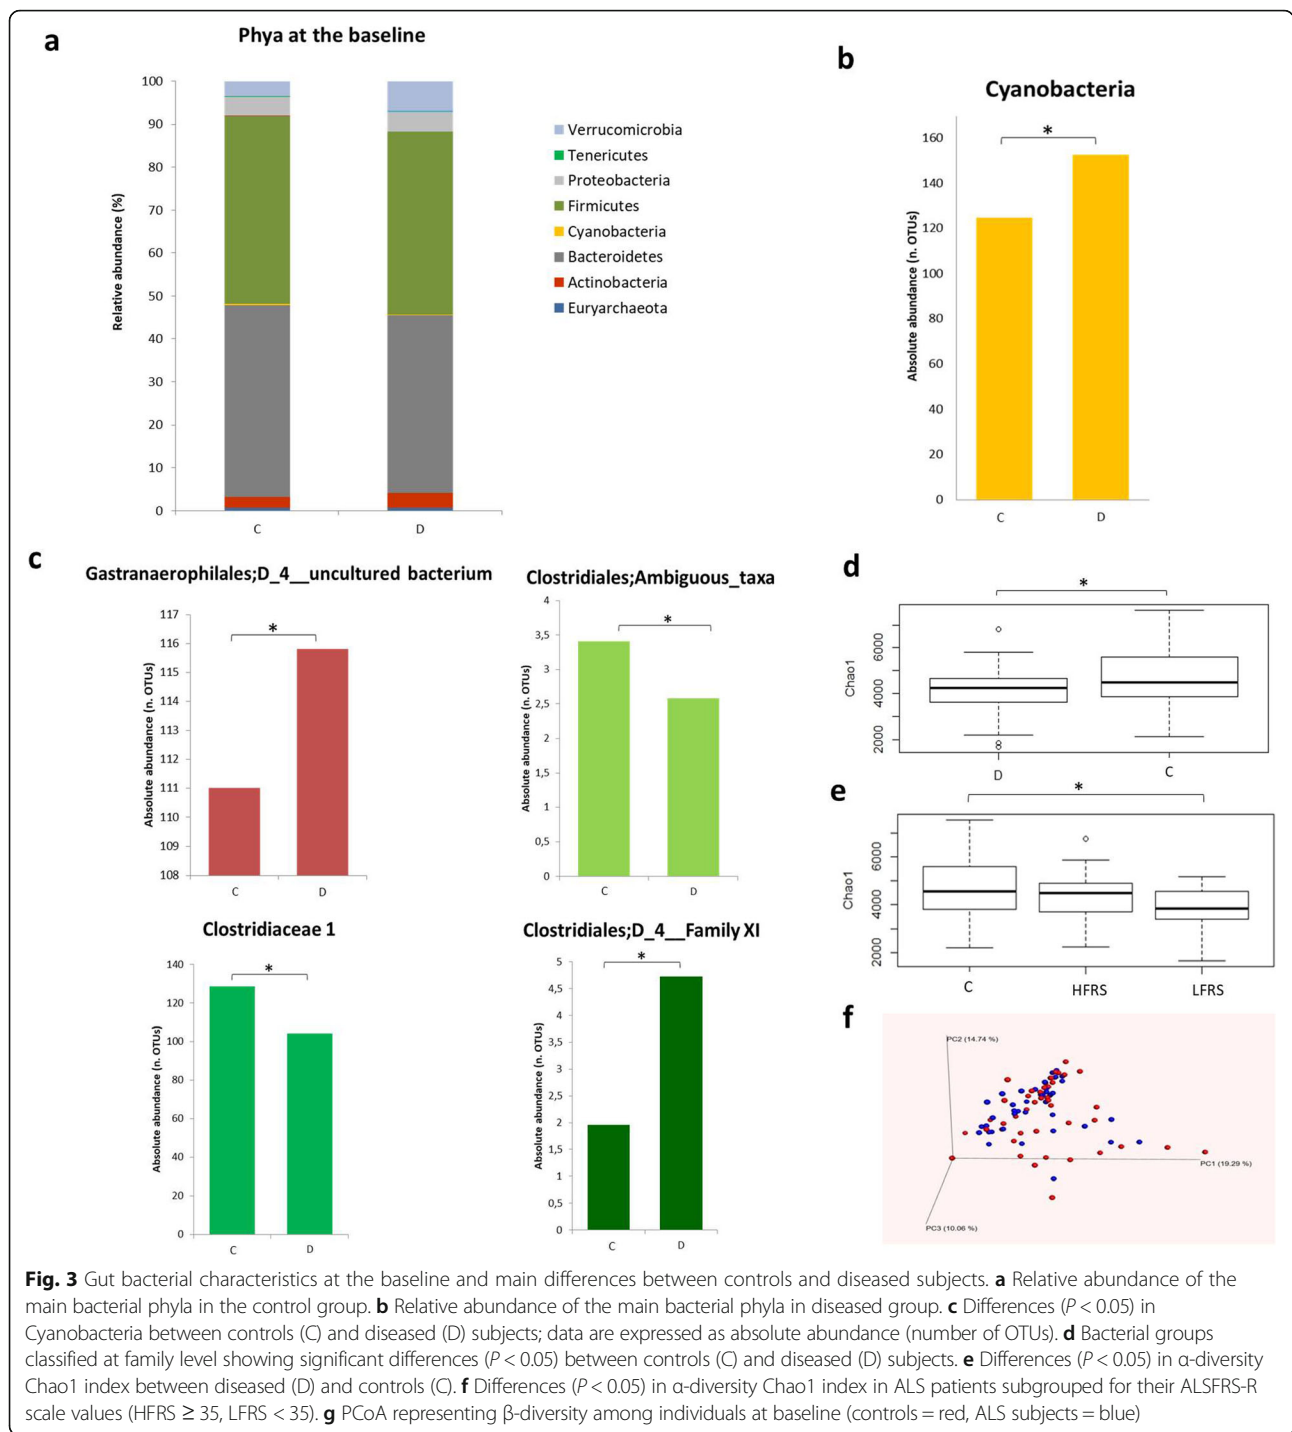 a
Phya at the baseline
Relative abundance (%)
100
90
80
70
60
50
40
30
20
10
0
C D
Verrucomicrobia
Tenericutes
Proteobacteria
Firmicutes
Cyanobacteria
Bacteroidetes
Actinobacteria
Euryarchaeota
b
Cyanobacteria
*
Absolute abundance (n. OTUs)
160
140
120
100
80
60
40
20
0
C D
c
Gastranaerophilales;D_4__uncultured bacterium
*
Absolute abundance (n. OTUs)
117
116
115
114
113
112
111
110
109
108
C D
Clostridiales;Ambiguous_taxa
*
Absolute abundance (n. OTUs)
4
3,5
3
2,5
2
1,5
1
0,5
0
C D
Clostridiaceae 1
*
Absolute abundance (n. OTUs)
140
120
100
80
60
40
20
0
C D
Clostridiales;D_4__Family XI
*
Absolute abundance (n. OTUs)
5
4,5
4
3,5
3
2,5
2
1,5
1
0,5
0
C D
d
*
Chao1
6000
4000
2000
D C
e
*
Chao1
6000
4000
2000
C HFRS LFRS
f
PC2 (14.74 %)
PC1 (19.29 %)
PC3 (10.06 %)
Fig. 3 Gut bacterial characteristics at the baseline and main differences between controls and diseased subjects. a Relative abundance of the
main bacterial phyla in the control group. b Relative abundance of the main bacterial phyla in diseased group. c Differences (P < 0.05) in
Cyanobacteria between controls (C) and diseased (D) subjects; data are expressed as absolute abundance (number of OTUs). d Bacterial groups
classified at family level showing significant differences (P < 0.05) between controls (C) and diseased (D) subjects. e Differences (P < 0.05) in α-diversity
Chao1 index between diseased (D) and controls (C). f Differences (P < 0.05) in α-diversity Chao1 index in ALS patients subgrouped for their ALSFRS-R
scale values (HFRS ≥ 35, LFRS < 35). g PCoA representing β-diversity among individuals at baseline (controls = red, ALS subjects = blue)